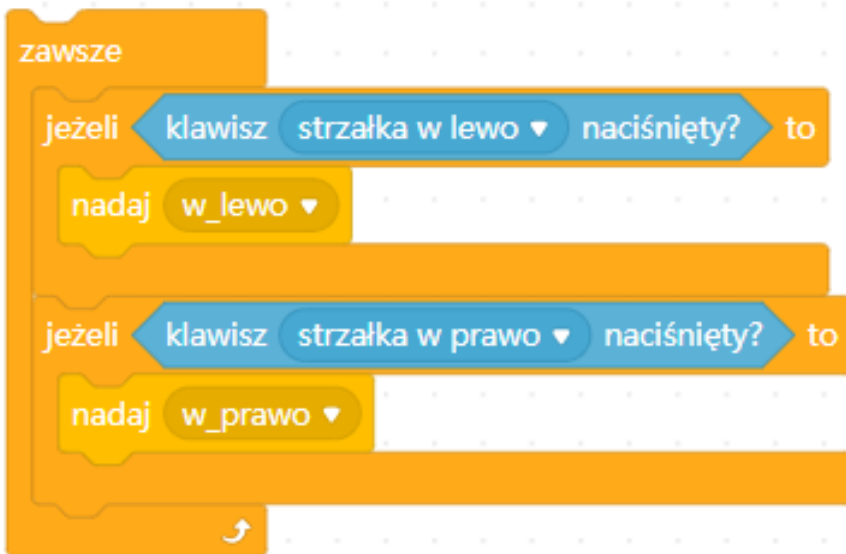 zawsze
jeżeli klawisz strzałka w lewo naciśnięty? to
nadaj w_lewo
jeżeli klawisz strzałka w prawo naciśnięty? to
nadaj w_prawo